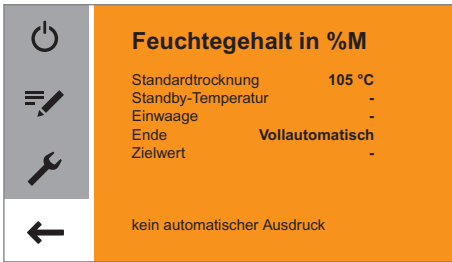 Feuchtegehalt in %M
Standardtrocknung 105 °C
Standby-Temperatur -
Einwaage -
Ende Vollautomatisch
Zielwert -
kein automatischer Ausdruck